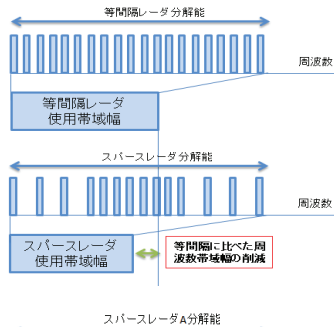 等間隔レーダ分解能
周波数
等間隔レーダ
使用帯域幅
スパースレーダ分解能
周波数
スパースレーダ
使用帯域幅
等間隔に比べた周
波数帯域幅の削減
スパースレーダA分解能